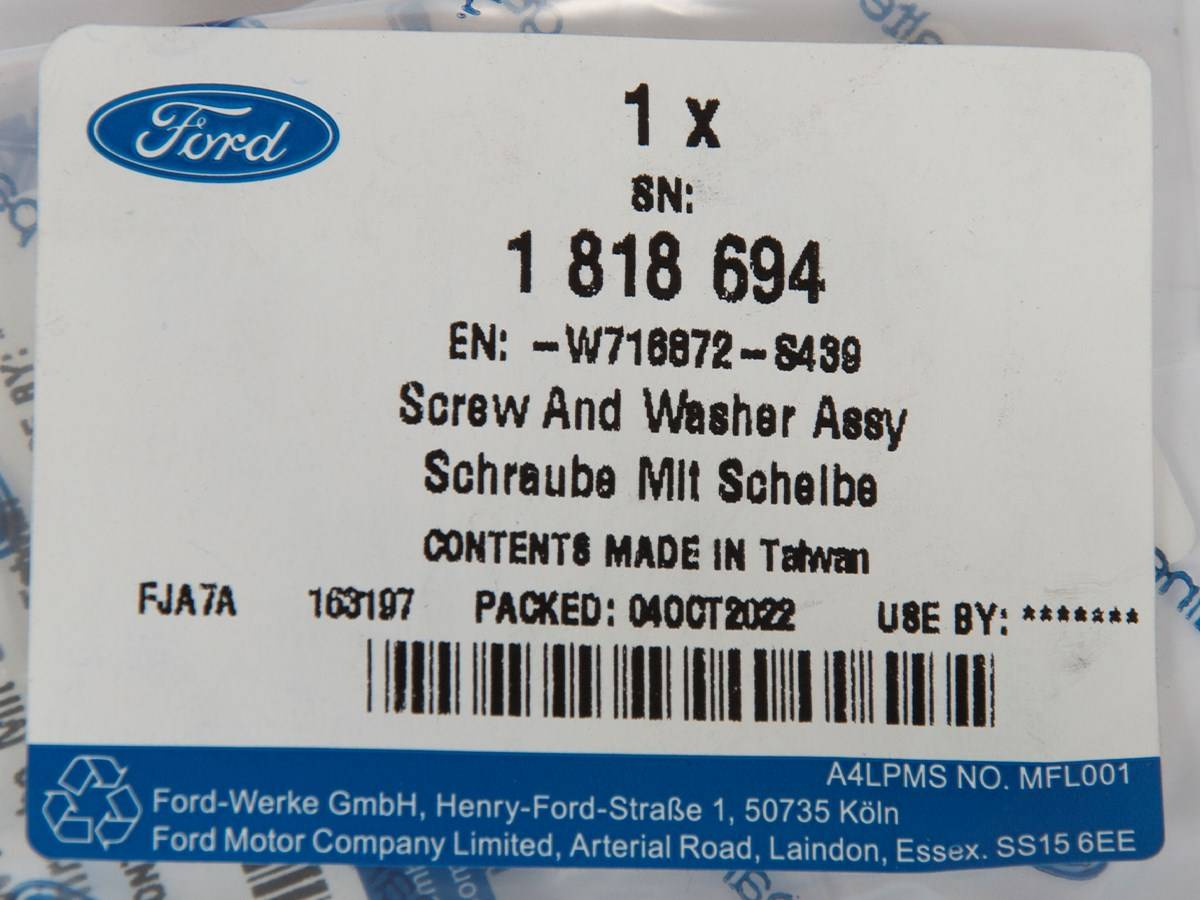 Ford
1 x
SN:
1 818 694
EN: -W716872-S439
Screw And Washer Assy
Schraube Mit Scheibe
CONTENTS MADE IN Taiwan
FJA7A 163197 PACKED: 04OCT2022 USE BY: *******
A4LPMS NO. MFL001
Ford-Werke GmbH, Henry-Ford-Straße 1, 50735 Köln
Ford Motor Company Limited, Arterial Road, Laindon, Essex. SS15 6EE